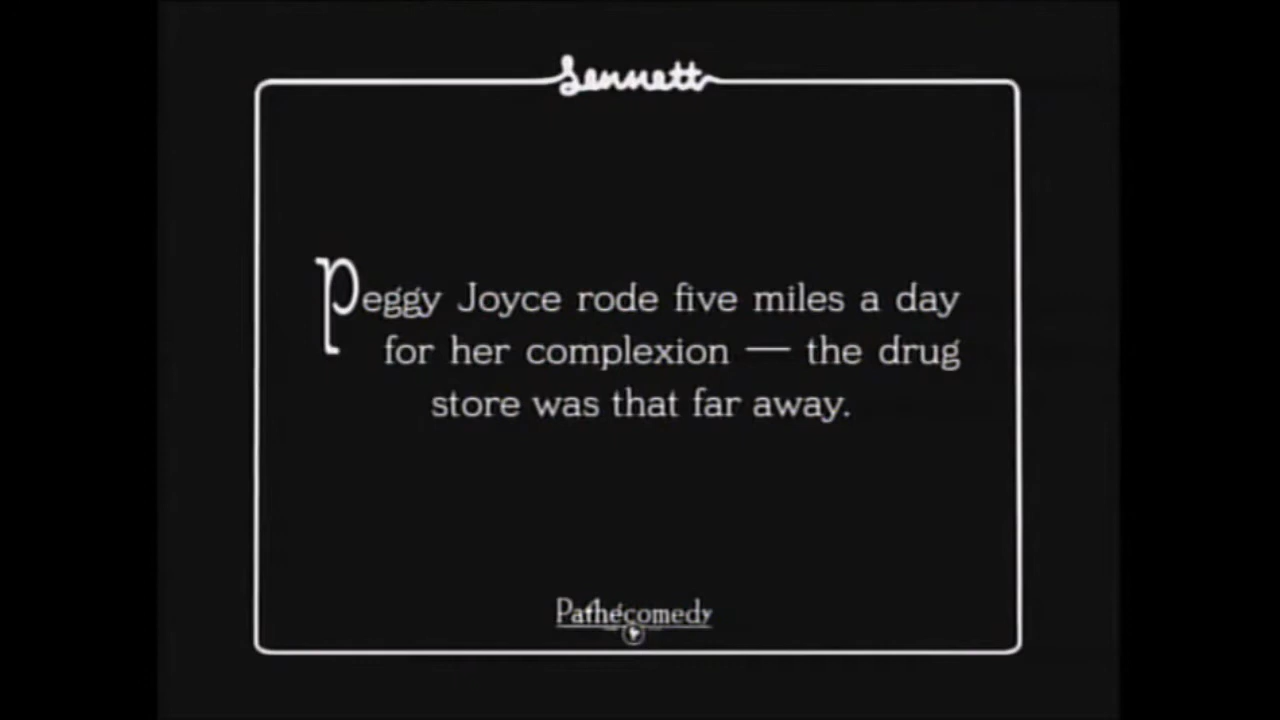 Sennett
Peggy Joyce rode five miles a day
for her complexion — the drug
store was that far away.
Pathécomedy